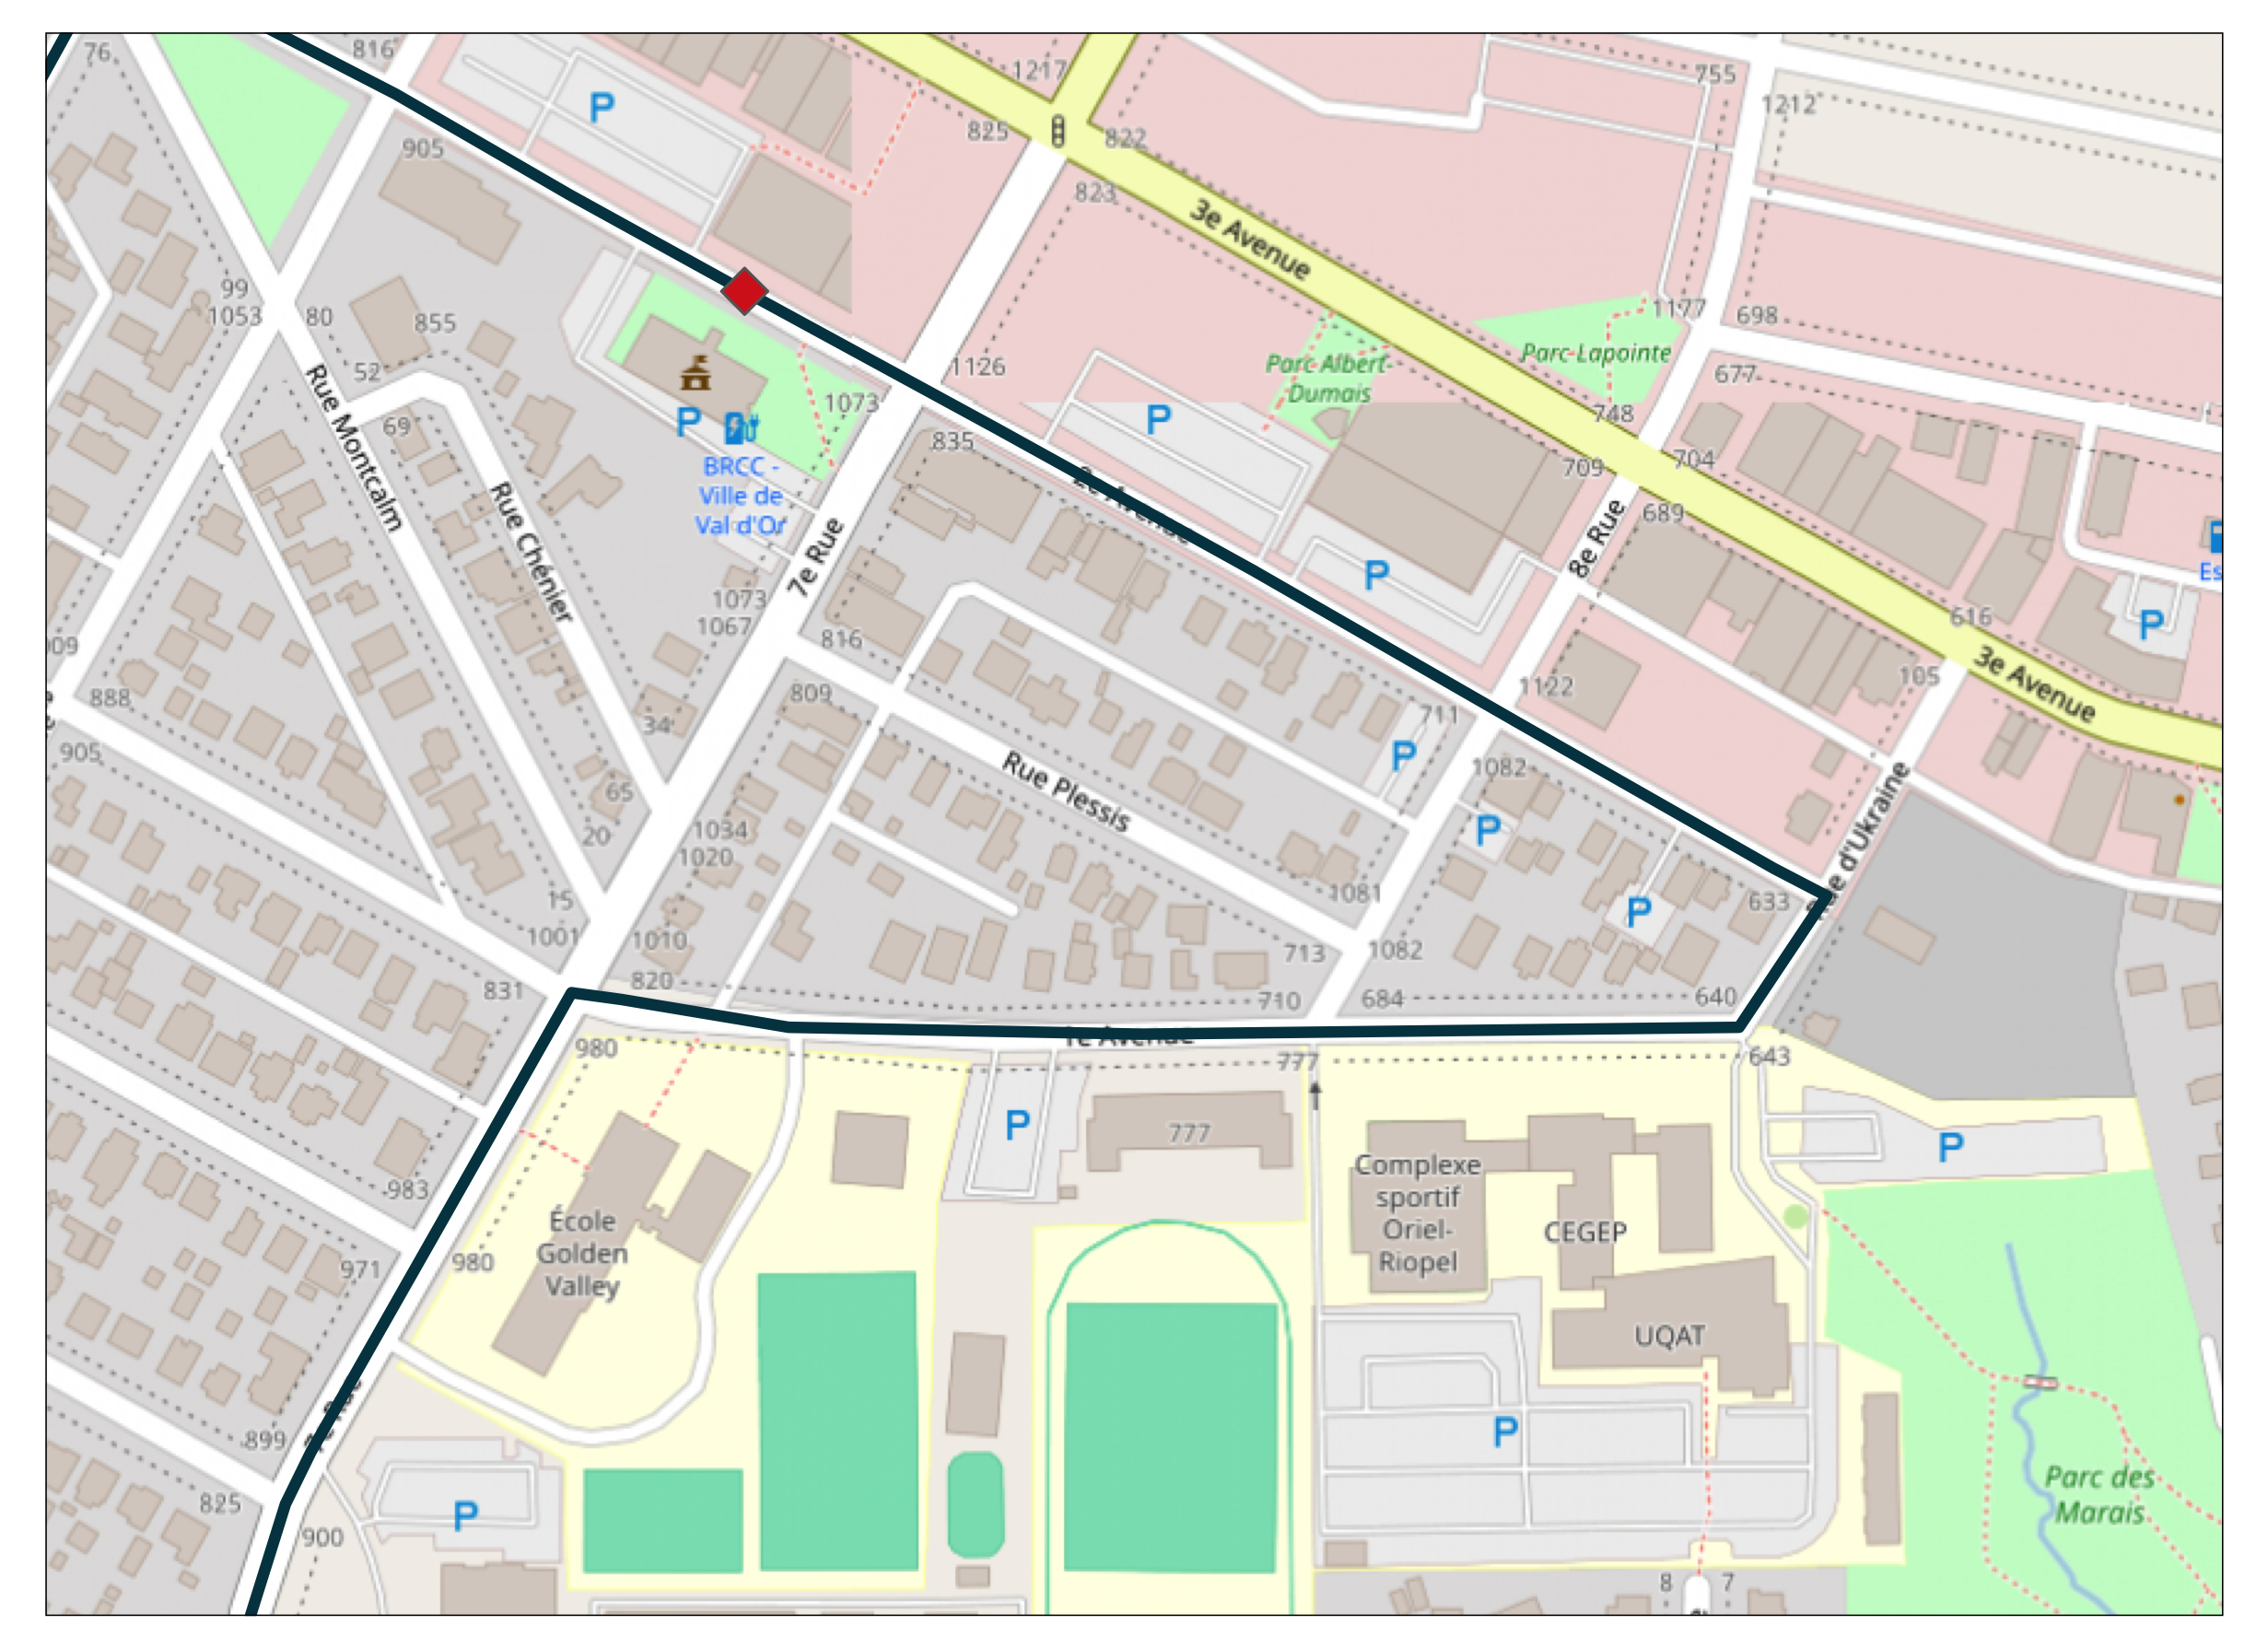 76
816
P
905
1217
825
822
823
755
1212
3e Avenue
99
1053
80
855
52
69
Rue Montcalm
Rue Chénier
P
BRCC -
Ville de
Val-d'Or
1073
1126
835
P
Parc Albert-
Dumais
Parc Lapointe
1177
698
677
748
704
709
689
7e Rue
8e Rue
2e Avenue
P
616
P
Es
3e Avenue
105
1073
1067
816
809
1122
711
P
1082
P
888
905
34
65
20
1034
1020
Rue Plessis
1081
Rue d'Ukraine
633
P
15
1001
1010
820
831
713
1082
710
684
640
980
1e Avenue
777
643
P
777
P
983
École
Golden
Valley
980
971
Complexe
sportif
Oriel-
Riopel
CEGEP
UQAT
P
899
825
P
900
Parc des
Marais
8
7